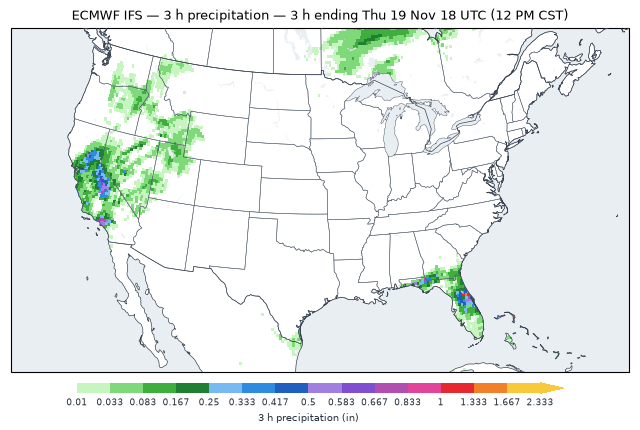 ECMWF IFS — 3 h precipitation — 3 h ending Thu 19 Nov 18 UTC (12 PM CST)
0.01 0.033 0.083 0.167 0.25 0.333 0.417 0.5 0.583 0.667 0.833 1 1.333 1.667 2.333
3 h precipitation (in)